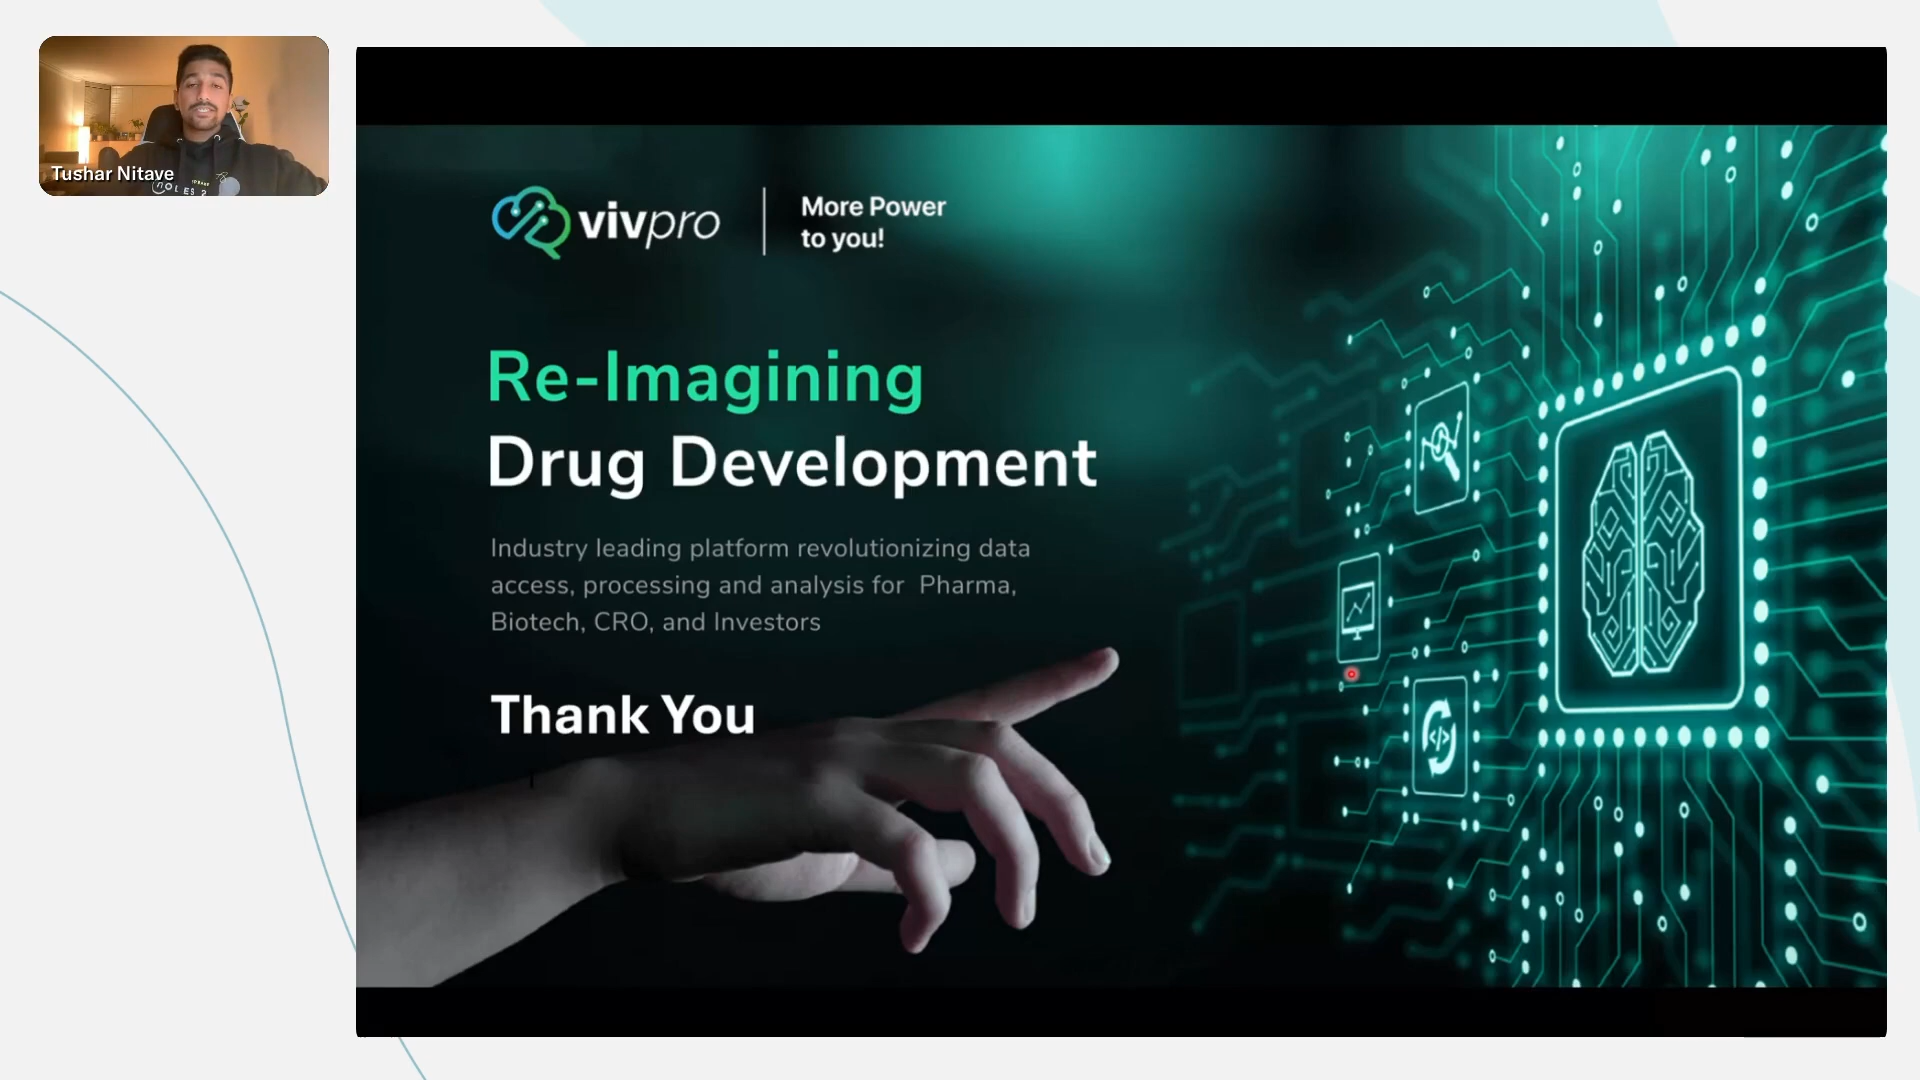 Tushar Nitave
vivpro
More Power
to you!
Re-Imagining
Drug Development
Industry leading platform revolutionizing data
access, processing and analysis for Pharma,
Biotech, CRO, and Investors
Thank You